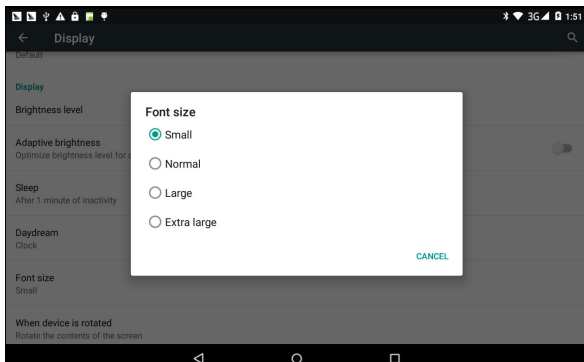 3G 1:51
Display
Default
Display
Brightness level
Adaptive brightness
Optimize brightness level for
Sleep
After 1 minute of inactivity
Daydream
Clock
Font size
Small
When device is rotated
Rotate the contents of the screen
Font size
Small
Normal
Large
Extra large
CANCEL